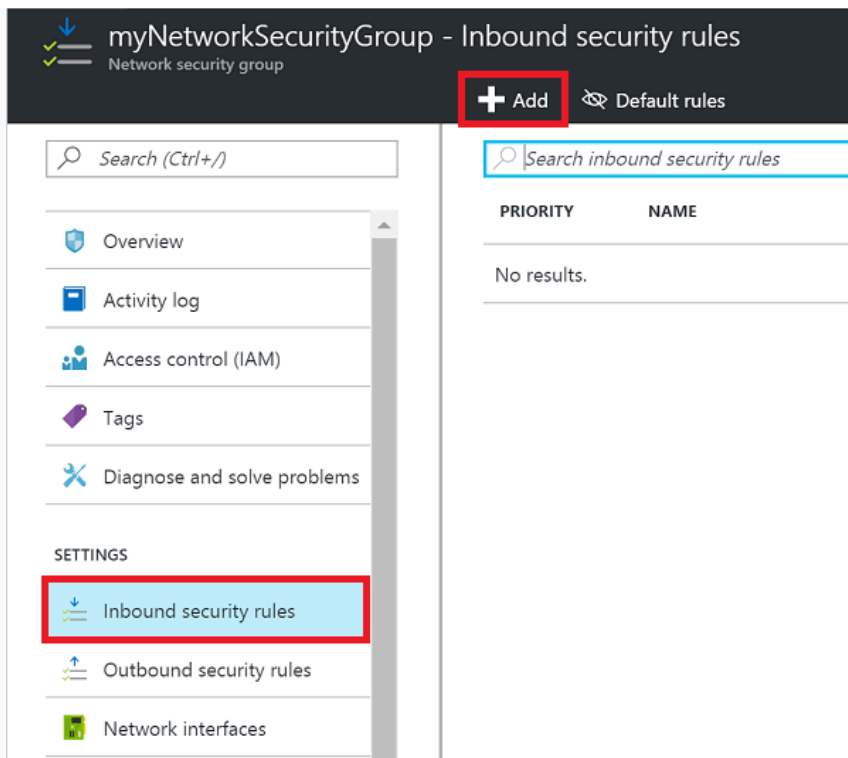 myNetworkSecurityGroup - Inbound security rules
Network security group
Add Default rules
Search (Ctrl+/)
Search inbound security rules
PRIORITY NAME
No results.
Overview
Activity log
Access control (IAM)
Tags
Diagnose and solve problems
SETTINGS
Inbound security rules
Outbound security rules
Network interfaces